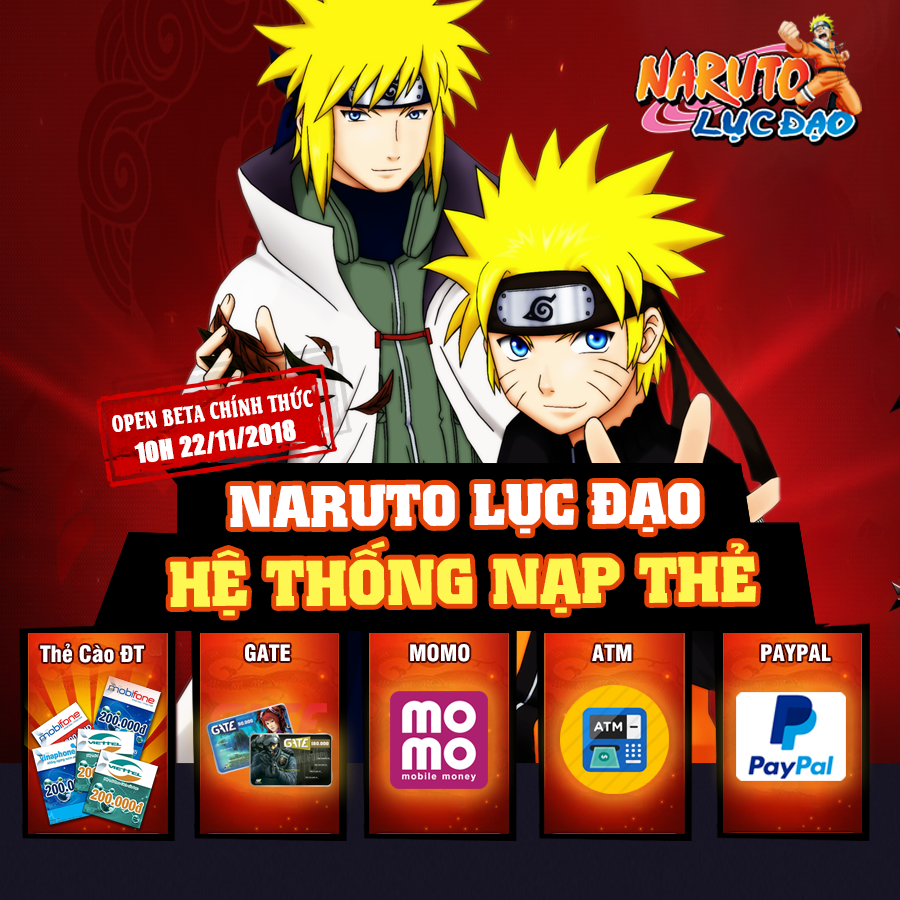 NARUTO
LỤC ĐẠO
OPEN BETA CHÍNH THỨC
10H 22/11/2018
NARUTO LỤC ĐẠO
HỆ THỐNG NẠP THẺ
Thẻ Cào ĐT
GATE
MOMO
ATM
PAYPAL
mobifone
200.000đ
vinaphone
VIETTEL
VIETTEL
200.000đ
GATE
GATE
mo
mo
mobile money
ATM
PayPal